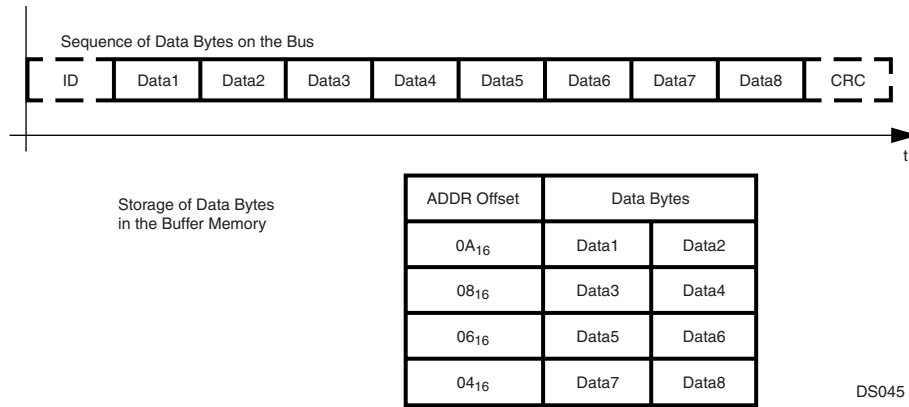 Sequence of Data Bytes on the Bus
ID Data1 Data2 Data3 Data4 Data5 Data6 Data7 Data8 CRC
t
Storage of Data Bytes
in the Buffer Memory
ADDR Offset Data Bytes
0A₁₆ Data1 Data2
08₁₆ Data3 Data4
06₁₆ Data5 Data6
04₁₆ Data7 Data8
DS045